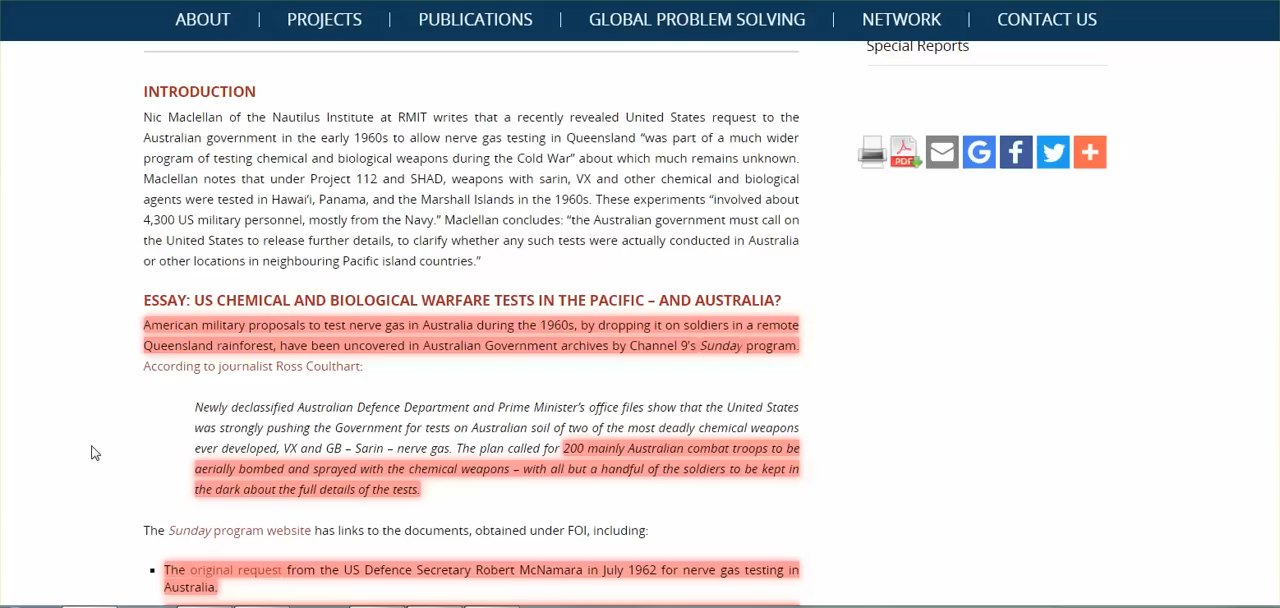 ABOUT | PROJECTS | PUBLICATIONS | GLOBAL PROBLEM SOLVING | NETWORK | CONTACT US
Special Reports
INTRODUCTION
Nic Maclellan of the Nautilus Institute at RMIT writes that a recently revealed United States request to the
Australian government in the early 1960s to allow nerve gas testing in Queensland “was part of a much wider
program of testing chemical and biological weapons during the Cold War” about which much remains unknown.
Maclellan notes that under Project 112 and SHAD, weapons with sarin, VX and other chemical and biological
agents were tested in Hawai’i, Panama, and the Marshall Islands in the 1960s. These experiments “involved about
4,300 US military personnel, mostly from the Navy.” Maclellan concludes: “the Australian government must call on
the United States to release further details, to clarify whether any such tests were actually conducted in Australia
or other locations in neighbouring Pacific island countries.”
PDF
G
f
ESSAY: US CHEMICAL AND BIOLOGICAL WARFARE TESTS IN THE PACIFIC – AND AUSTRALIA?
American military proposals to test nerve gas in Australia during the 1960s, by dropping it on soldiers in a remote
Queensland rainforest, have been uncovered in Australian Government archives by Channel 9’s Sunday program.
According to journalist Ross Coulthart:
Newly declassified Australian Defence Department and Prime Minister’s office files show that the United States
was strongly pushing the Government for tests on Australian soil of two of the most deadly chemical weapons
ever developed, VX and GB – Sarin – nerve gas. The plan called for 200 mainly Australian combat troops to be
aerially bombed and sprayed with the chemical weapons – with all but a handful of the soldiers to be kept in
the dark about the full details of the tests.
The Sunday program website has links to the documents, obtained under FOI, including:
▪ The original request from the US Defence Secretary Robert McNamara in July 1962 for nerve gas testing in
Australia.